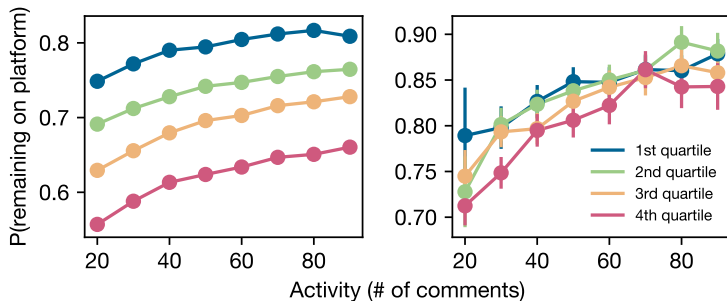 P(remaining on platform)
0.8
0.7
0.6
20
40
60
80
0.90
0.85
0.80
0.75
0.70
20
40
60
80
1st quartile
2nd quartile
3rd quartile
4th quartile
Activity (# of comments)